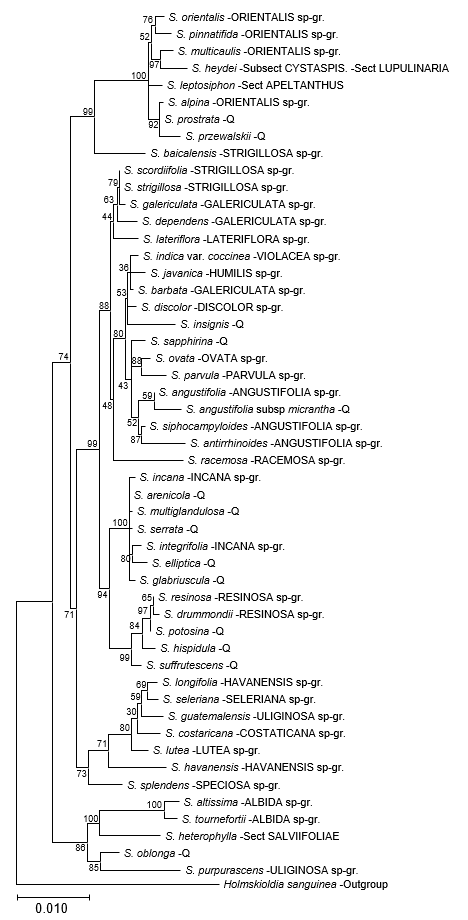 76
S. orientalis -ORIENTALIS sp-gr.
52
S. pinnatifida -ORIENTALIS sp-gr.
S. multicaulis -ORIENTALIS sp-gr.
97
S. heydei -Subsect CYSTASPIS. -Sect LUPULINARIA
100
S. leptosiphon -Sect APELTANTHUS
S. alpina -ORIENTALIS sp-gr.
99
S. prostrata -Q
92
S. przewalskii -Q
S. baicalensis -STRIGILLOSA sp-gr.
S. scordiifolia -STRIGILLOSA sp-gr.
79
S. strigillosa -STRIGILLOSA sp-gr.
63
S. galericulata -GALERICULATA sp-gr.
44
S. dependens -GALERICULATA sp-gr.
S. lateriflora -LATERIFLORA sp-gr.
S. indica var. coccinea -VIOLACEA sp-gr.
36
S. javanica -HUMILIS sp-gr.
53
S. barbata -GALERICULATA sp-gr.
88
S. discolor -DISCOLOR sp-gr.
S. insignis -Q
80
S. sapphirina -Q
74
88
S. ovata -OVATA sp-gr.
S. parvula -PARVULA sp-gr.
43
59
S. angustifolia -ANGUSTIFOLIA sp-gr.
48
S. angustifolia subsp micrantha -Q
52
S. siphocampyloides -ANGUSTIFOLIA sp-gr.
87
S. antirrhinoides -ANGUSTIFOLIA sp-gr.
99
S. racemosa -RACEMOSA sp-gr.
S. incana -INCANA sp-gr.
S. arenicola -Q
S. multiglandulosa -Q
100
S. serrata -Q
S. integrifolia -INCANA sp-gr.
80
S. elliptica -Q
S. glabriuscula -Q
94
65
S. resinosa -RESINOSA sp-gr.
97
71
S. drummondii -RESINOSA sp-gr.
84
S. potosina -Q
S. hispidula -Q
99
S. suffrutescens -Q
69
S. longifolia -HAVANENSIS sp-gr.
59
S. seleriana -SELERIANA sp-gr.
30
S. guatemalensis -ULIGINOSA sp-gr.
80
S. costaricana -COSTATICANA sp-gr.
71
S. lutea -LUTEA sp-gr.
S. havanensis -HAVANENSIS sp-gr.
73
S. splendens -SPECIOSA sp-gr.
100
S. altissima -ALBIDA sp-gr.
100
S. tournefortii -ALBIDA sp-gr.
S. heterophylla -Sect SALVIIFOLIAE
86
S. oblonga -Q
85
S. purpurascens -ULIGINOSA sp-gr.
Holmskioldia sanguinea -Outgroup
0.010